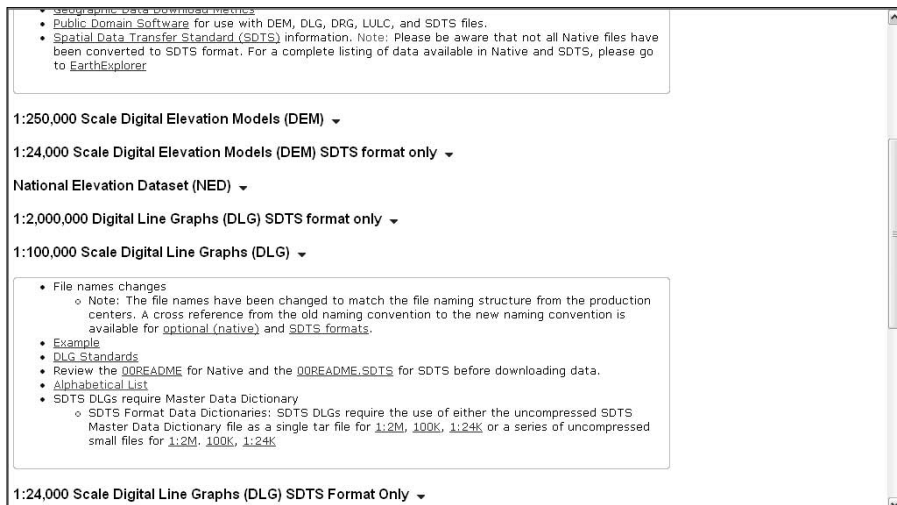 Geographic Data Download Metrics
Public Domain Software for use with DEM, DLG, DRG, LULC, and SDTS files.
Spatial Data Transfer Standard (SDTS) information. Note: Please be aware that not all Native files have
been converted to SDTS format. For a complete listing of data available in Native and SDTS, please go
to EarthExplorer
1:250,000 Scale Digital Elevation Models (DEM)
1:24,000 Scale Digital Elevation Models (DEM) SDTS format only
National Elevation Dataset (NED)
1:2,000,000 Digital Line Graphs (DLG) SDTS format only
1:100,000 Scale Digital Line Graphs (DLG)
File names changes
Note: The file names have been changed to match the file naming structure from the production
centers. A cross reference from the old naming convention to the new naming convention is
available for optional (native) and SDTS formats.
Example
DLG Standards
Review the 00README for Native and the 00README.SDTS for SDTS before downloading data.
Alphabetical List
SDTS DLGs require Master Data Dictionary
SDTS Format Data Dictionaries: SDTS DLGs require the use of either the uncompressed SDTS
Master Data Dictionary file as a single tar file for 1:2M, 100K, 1:24K or a series of uncompressed
small files for 1:2M. 100K, 1:24K
1:24,000 Scale Digital Line Graphs (DLG) SDTS Format Only